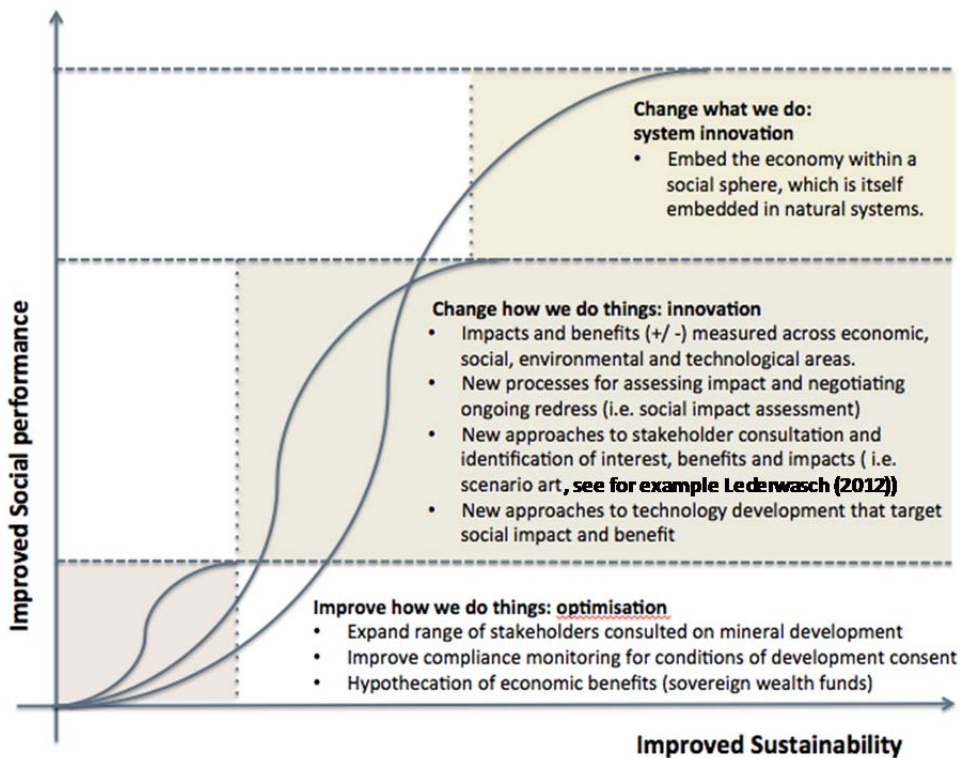 Change what we do:
system innovation
• Embed the economy within a
social sphere, which is itself
embedded in natural systems.
Change how we do things: innovation
• Impacts and benefits (+/ -) measured across economic,
social, environmental and technological areas.
• New processes for assessing impact and negotiating
ongoing redress (i.e. social impact assessment)
• New approaches to stakeholder consultation and
identification of interest, benefits and impacts ( i.e.
scenario art, see for example Lederwasch (2012))
• New approaches to technology development that target
social impact and benefit
Improve how we do things: optimisation
• Expand range of stakeholders consulted on mineral development
• Improve compliance monitoring for conditions of development consent
• Hypothecation of economic benefits (sovereign wealth funds)
Improved Social performance
Improved Sustainability